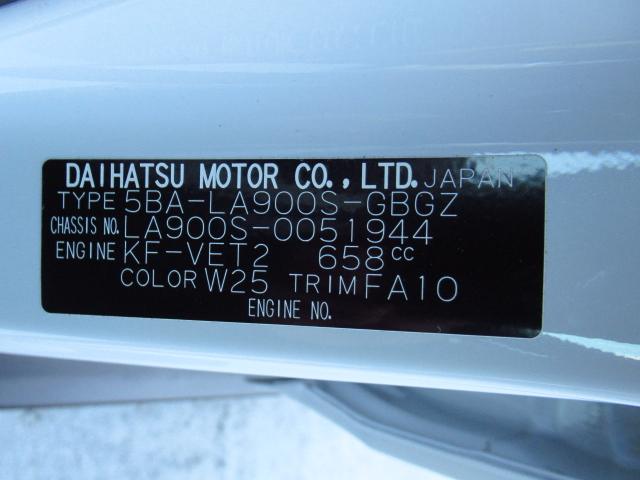 DAIHATSU MOTOR CO., LTD. JAPAN
TYPE 5BA-LA900S-GBGZ
CHASSIS NO. LA900S-0051944
ENGINE KF-VET2 658cc
COLOR W25 TRIM FA10
ENGINE NO.